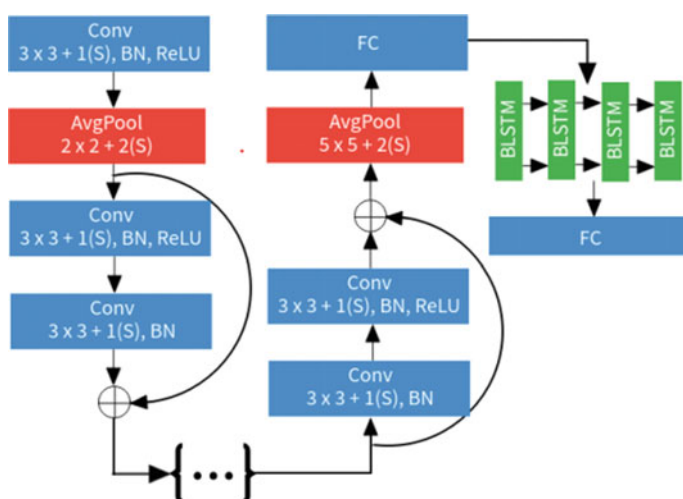 Conv
3 x 3 + 1(S), BN, ReLU
AvgPool
2 x 2 + 2(S)
Conv
3 x 3 + 1(S), BN, ReLU
Conv
3 x 3 + 1(S), BN
{•••}
Conv
3 x 3 + 1(S), BN
Conv
3 x 3 + 1(S), BN, ReLU
AvgPool
5 x 5 + 2(S)
FC
BLSTM
BLSTM
BLSTM
BLSTM
FC